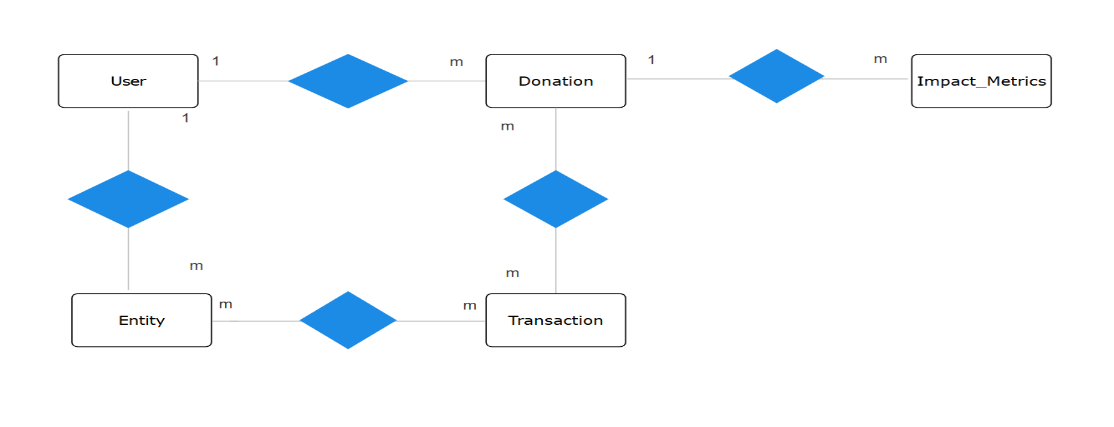 1
m
1
m
User
Donation
Impact_Metrics
1
m
m
m
m
m
Entity
Transaction